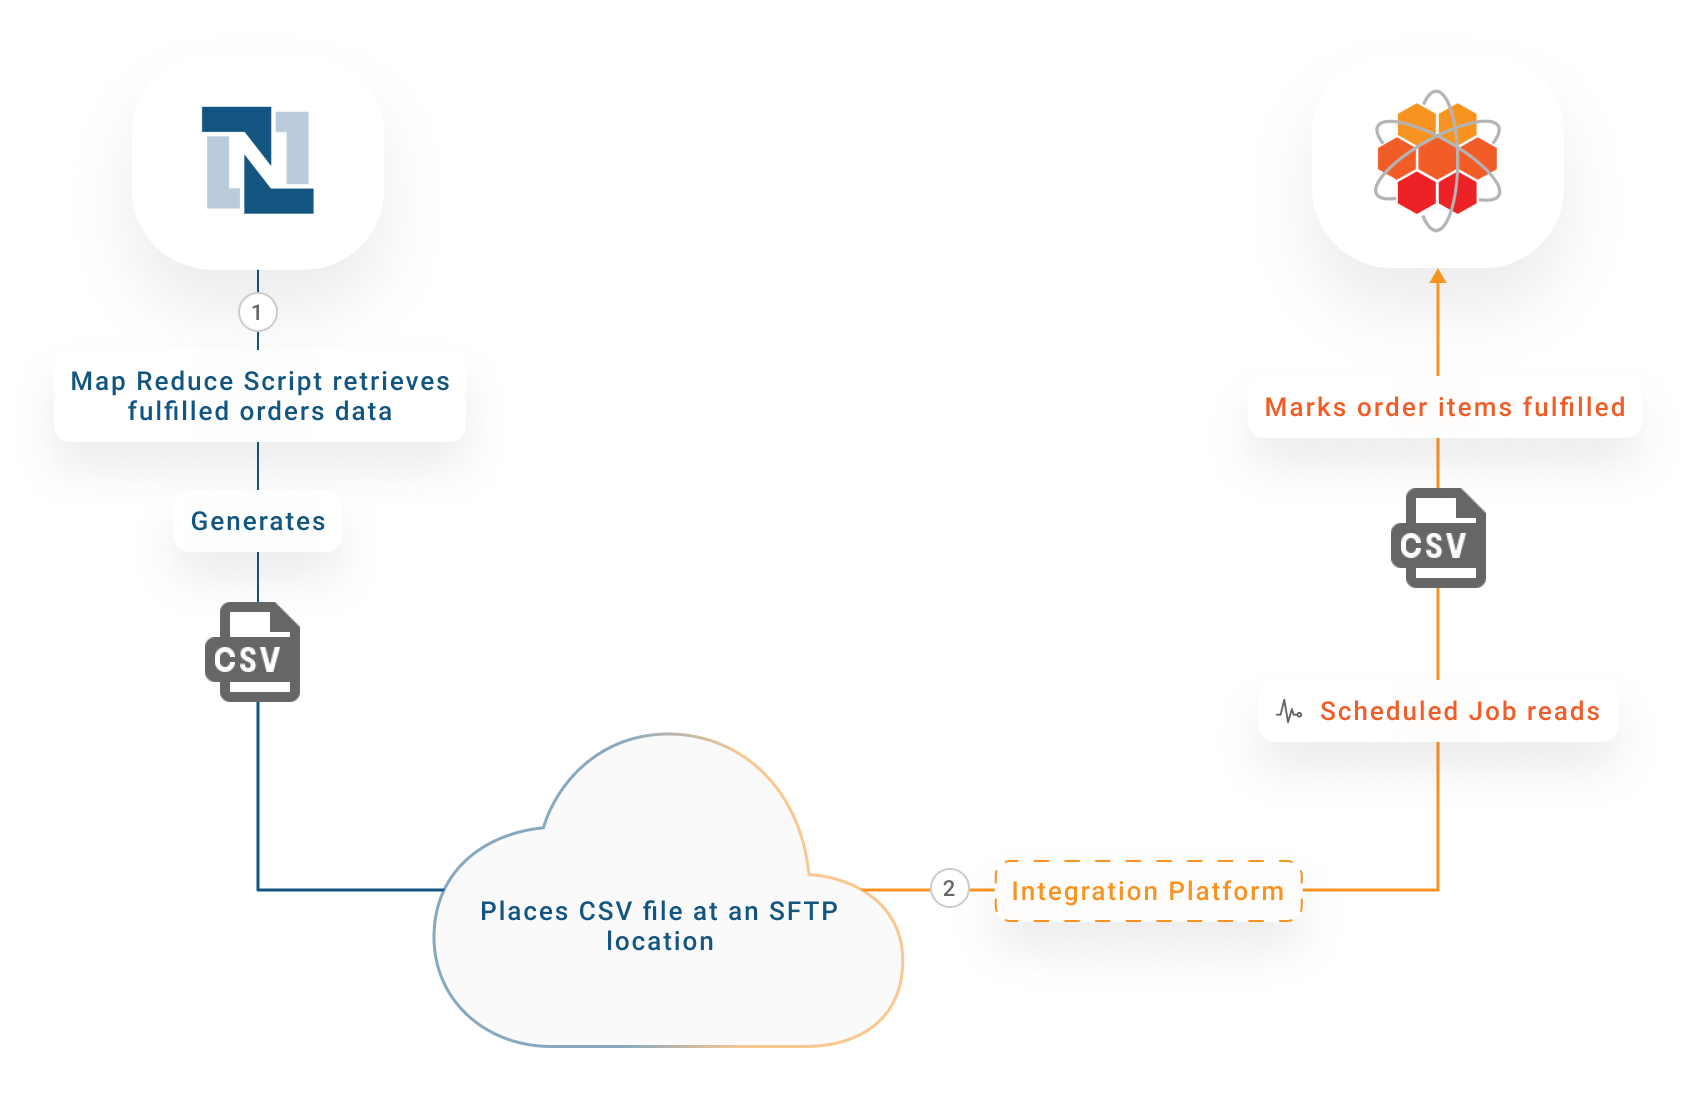 N
1
Map Reduce Script retrieves
fulfilled orders data
Generates
CSV
Places CSV file at an SFTP
location
2
Integration Platform
Scheduled Job reads
CSV
Marks order items fulfilled